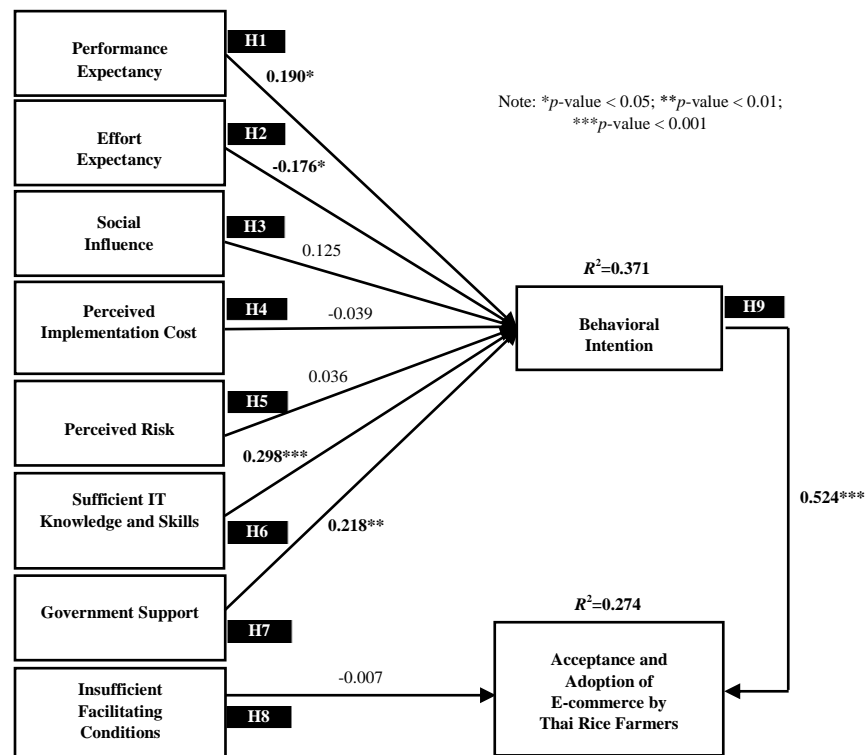 Performance
Expectancy
H1
0.190*
Note: *p-value < 0.05; **p-value < 0.01;
***p-value < 0.001
Effort
Expectancy
H2
-0.176*
Social
Influence
H3
0.125
Perceived
Implementation Cost
H4
-0.039
R²=0.371
Behavioral
Intention
H9
Perceived Risk
H5
0.036
Sufficient IT
Knowledge and Skills
H6
0.298***
0.524***
Government Support
H7
0.218**
Insufficient
Facilitating
Conditions
H8
-0.007
R²=0.274
Acceptance and
Adoption of
E-commerce by
Thai Rice Farmers